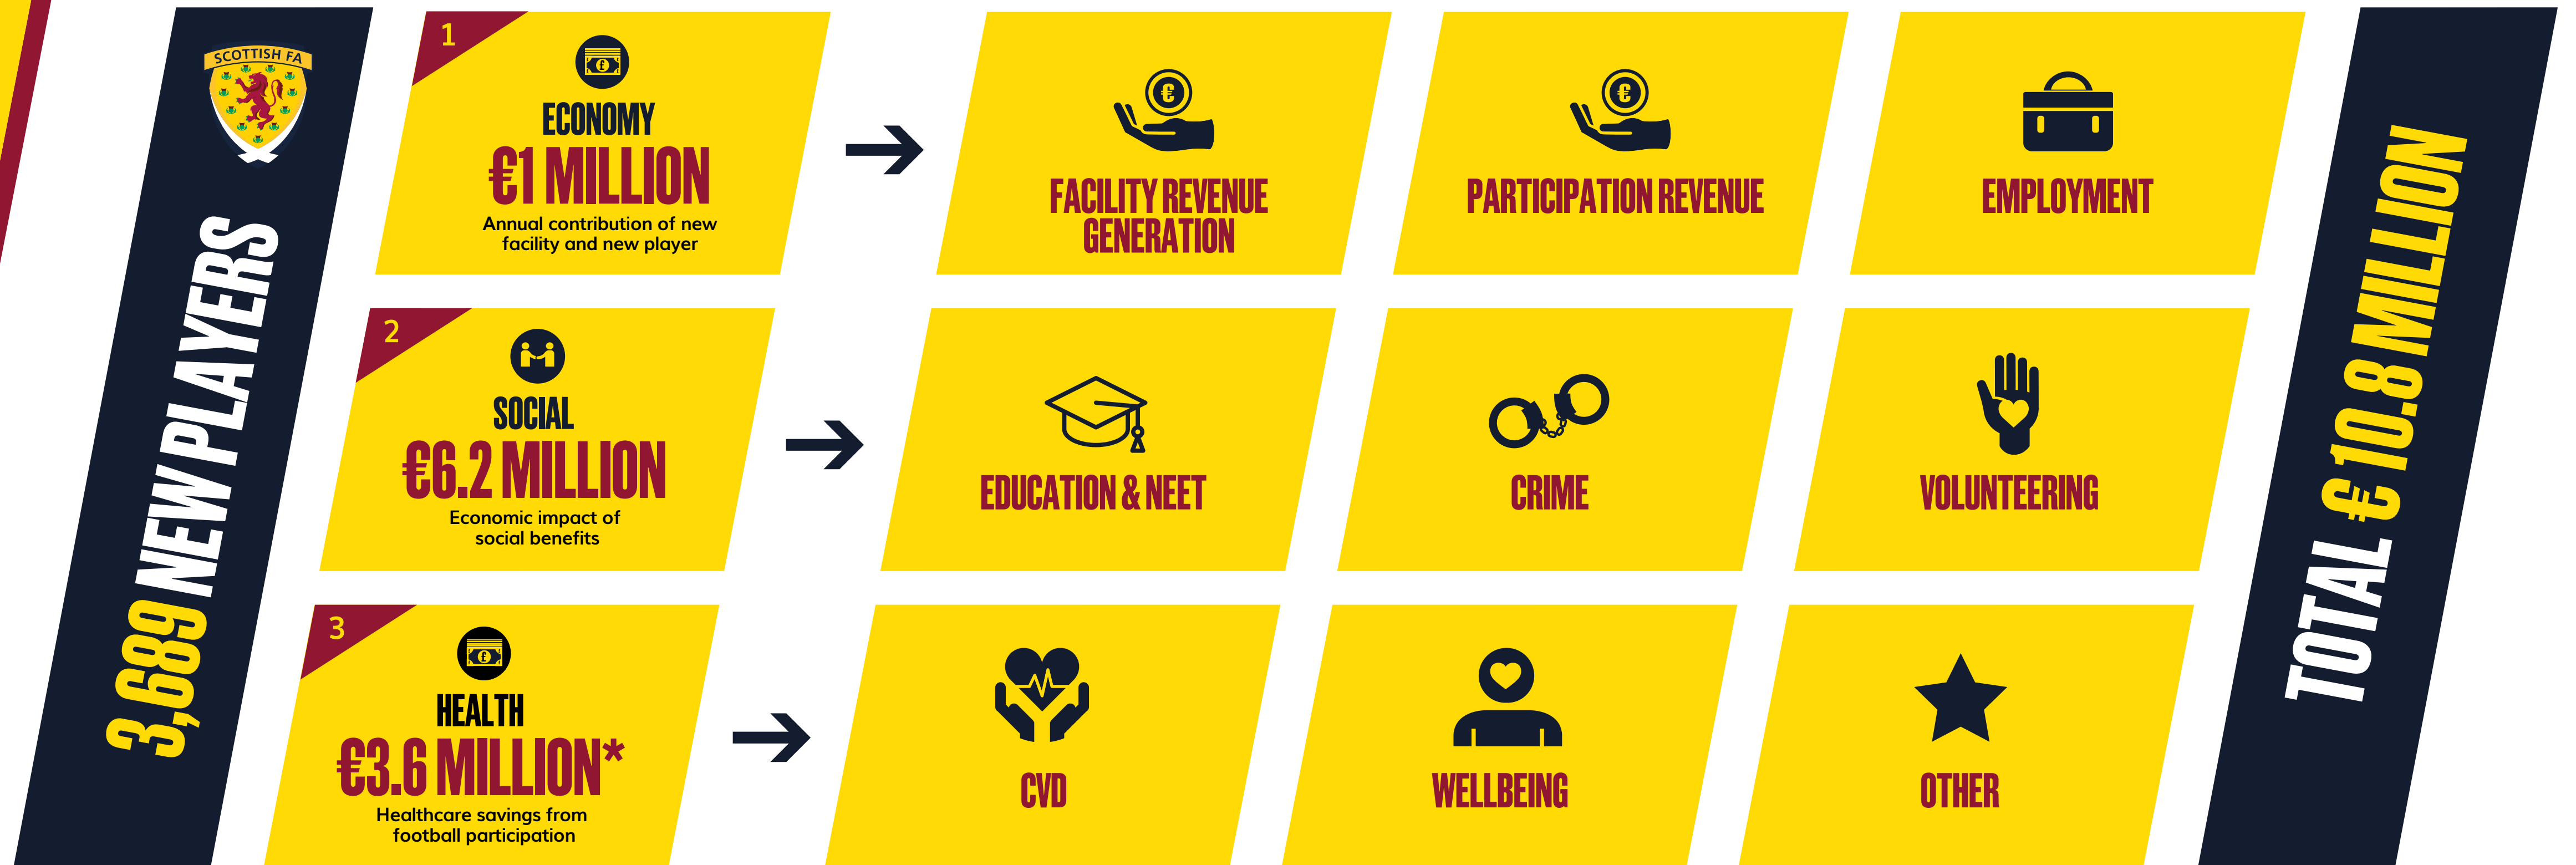 SCOTTISH FA
3,689 NEW PLAYERS
1
£
ECONOMY
€1 MILLION
Annual contribution of new
facility and new player
€
FACILITY REVENUE
GENERATION
€
PARTICIPATION REVENUE
EMPLOYMENT
2
SOCIAL
€6.2 MILLION
Economic impact of
social benefits
EDUCATION & NEET
CRIME
VOLUNTEERING
3
£
HEALTH
€3.6 MILLION*
Healthcare savings from
football participation
CVD
WELLBEING
OTHER
TOTAL € 10.8 MILLION